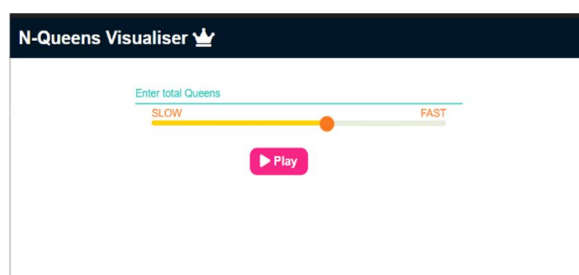 N-Queens Visualiser
Enter total Queens
SLOW FAST
Play